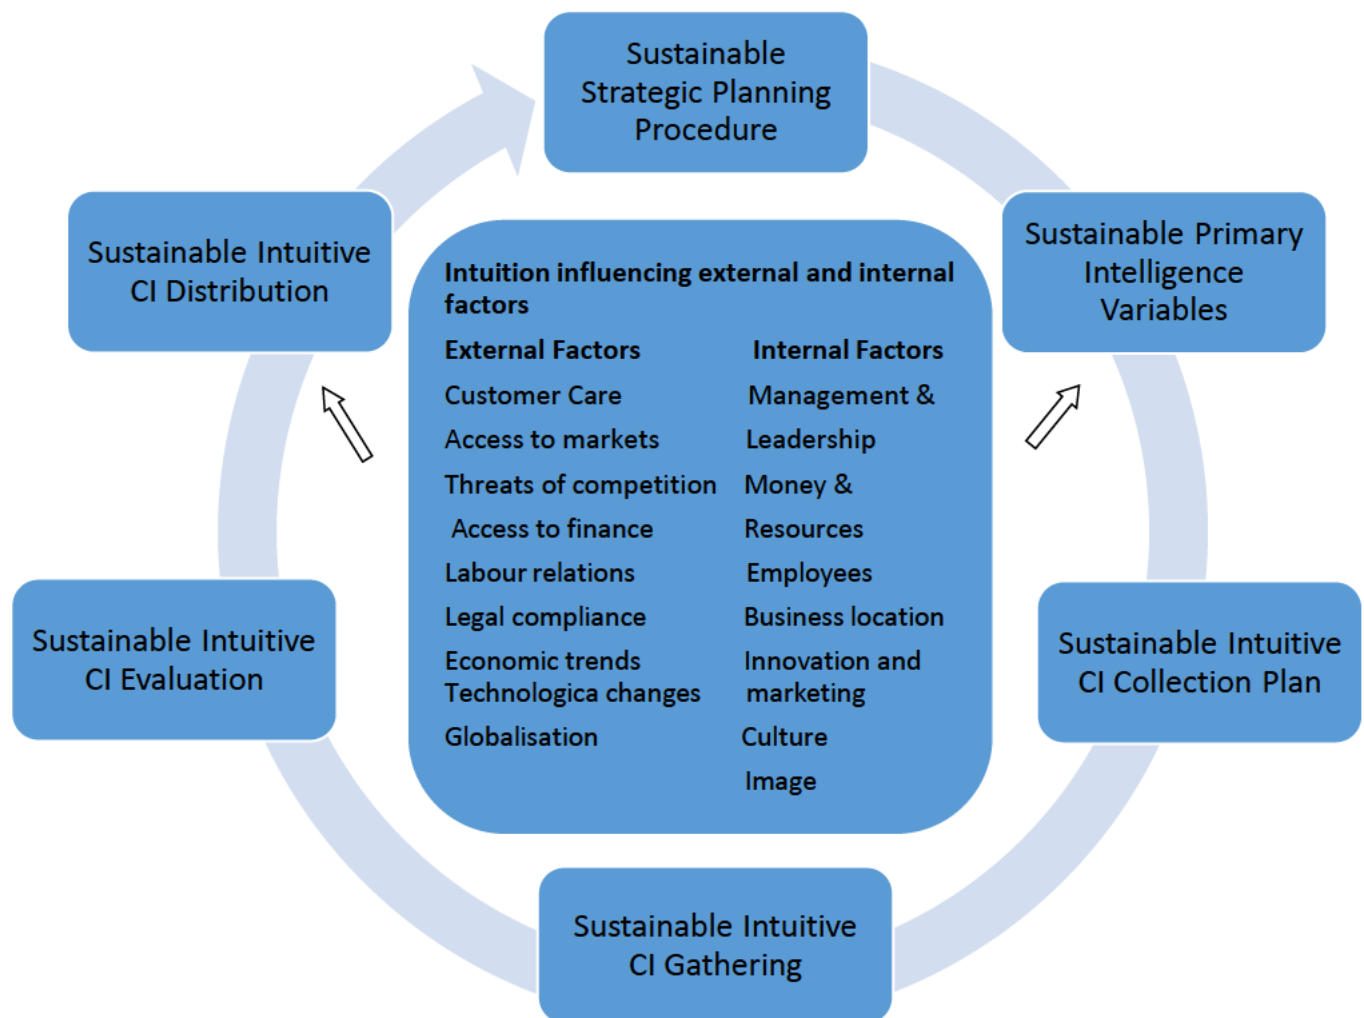 Sustainable
Strategic Planning
Procedure
Sustainable Primary
Intelligence
Variables
Sustainable Intuitive
CI Collection Plan
Sustainable Intuitive
CI Gathering
Sustainable Intuitive
CI Evaluation
Sustainable Intuitive
CI Distribution
Intuition influencing external and internal
factors
External Factors Internal Factors
Customer Care Management &
Access to markets Leadership
Threats of competition Money &
Access to finance Resources
Labour relations Employees
Legal compliance Business location
Economic trends Innovation and
Technologica changes marketing
Globalisation Culture
Image